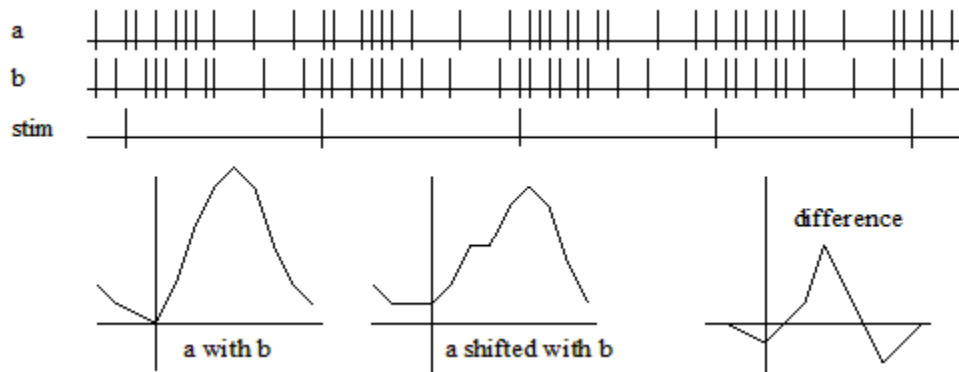 a
b
stim
difference
a with b
a shifted with b